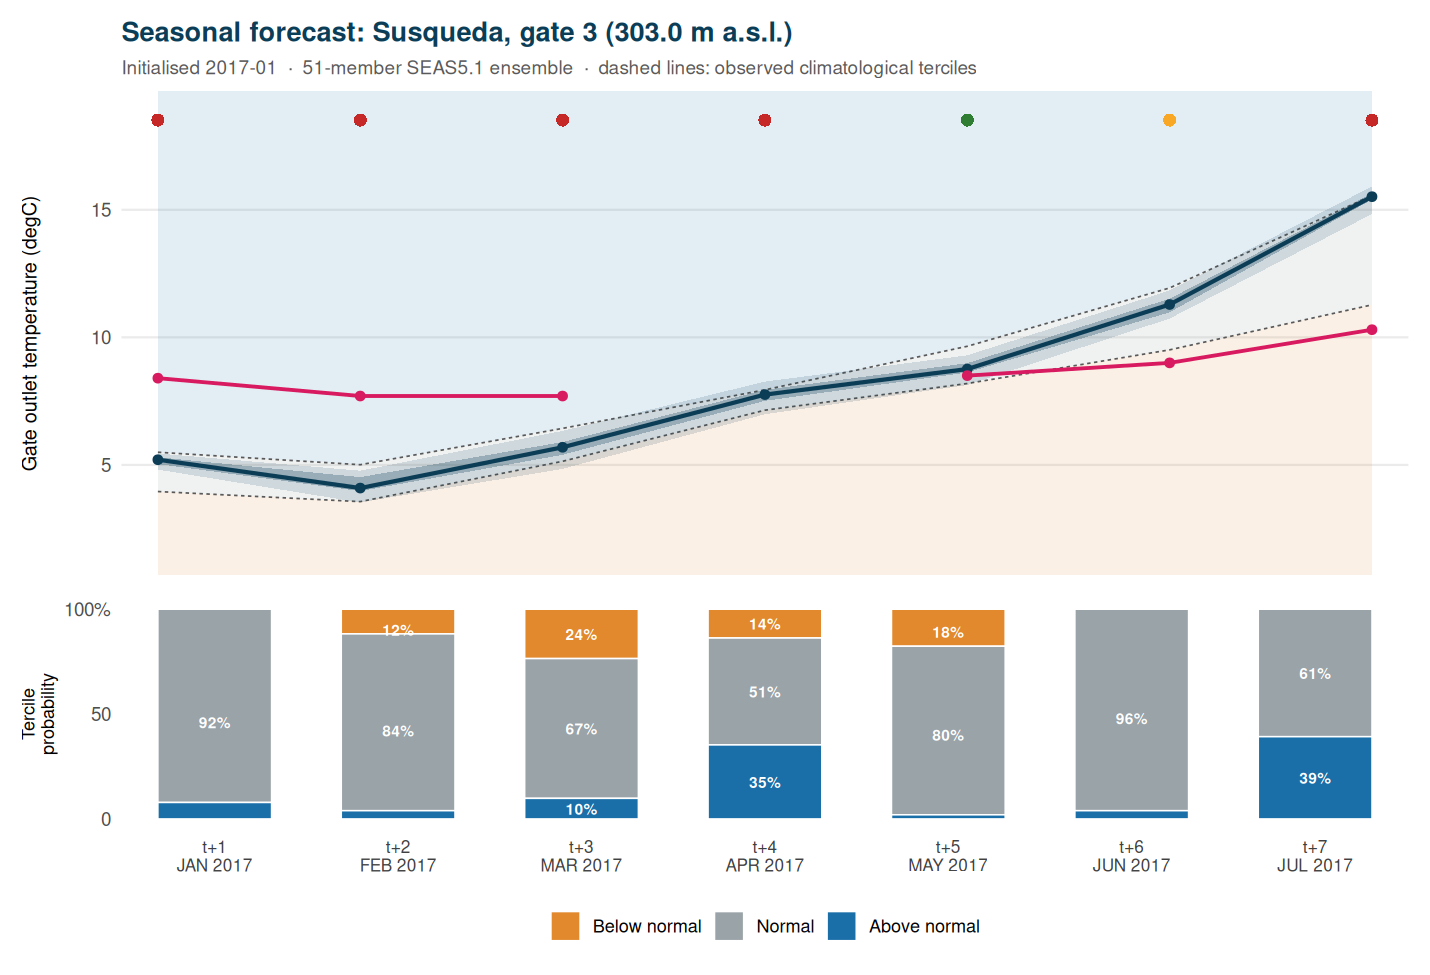 Seasonal forecast: Susqueda, gate 3 (303.0 m a.s.l.)
Initialised 2017-01 · 51-member SEAS5.1 ensemble · dashed lines: observed climatological terciles
Gate outlet temperature (degC)
15
10
5
Tercile
probability
100%
50
0
92%
12%
84%
24%
67%
10%
14%
51%
35%
18%
80%
96%
61%
39%
t+1
JAN 2017
t+2
FEB 2017
t+3
MAR 2017
t+4
APR 2017
t+5
MAY 2017
t+6
JUN 2017
t+7
JUL 2017
Below normal
Normal
Above normal